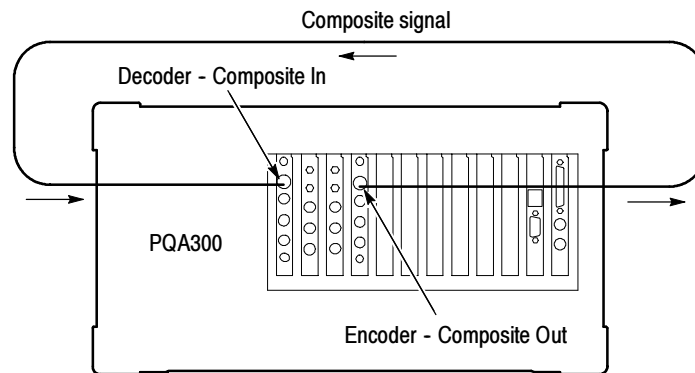 Composite signal
Decoder - Composite In
PQA300
Encoder - Composite Out